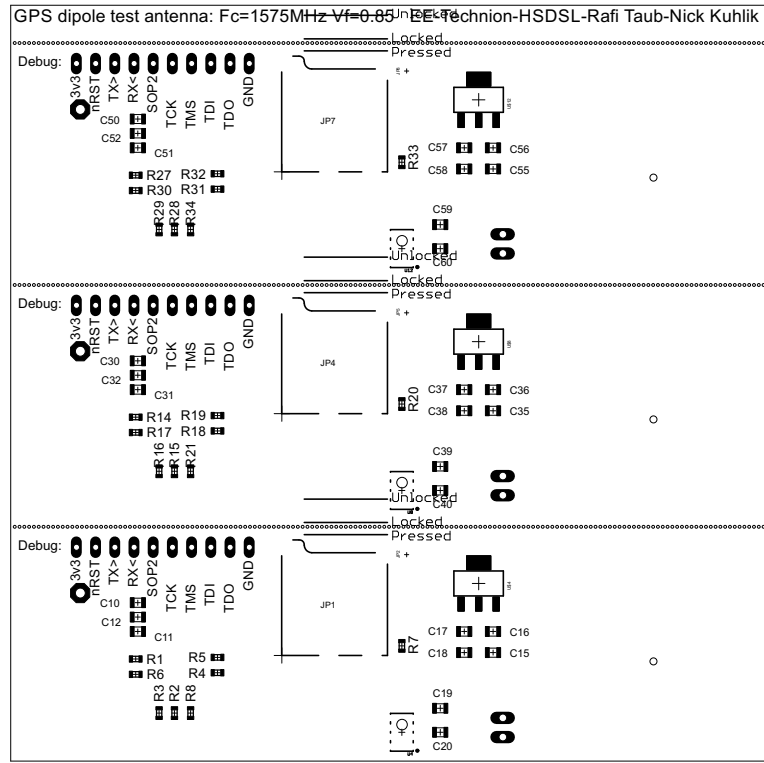 GPS dipole test antenna: Fc=1575MHz Vf=0.85 EE-Technion-HSDSL-Rafi Taub-Nick Kuhlik
Unlocked
Locked
Pressed
Debug:
3v3
nRST
TX>
RX<
SOP2
TCK
TMS
TDI
TDO
GND
C50
C52
C51
R27
R30
R32
R31
R29
R28
R34
JP7
R33
C57
C56
C58
C55
C59
C60
Unlocked
Locked
Pressed
Debug:
3v3
nRST
TX>
RX<
SOP2
TCK
TMS
TDI
TDO
GND
C30
C32
C31
R14
R17
R19
R18
R16
R15
R21
JP4
R20
C37
C36
C38
C35
C39
C40
Unlocked
Locked
Pressed
Debug:
3v3
nRST
TX>
RX<
SOP2
TCK
TMS
TDI
TDO
GND
C10
C12
C11
R1
R6
R5
R4
R3
R2
R8
JP1
R7
C17
C16
C18
C15
C19
C20